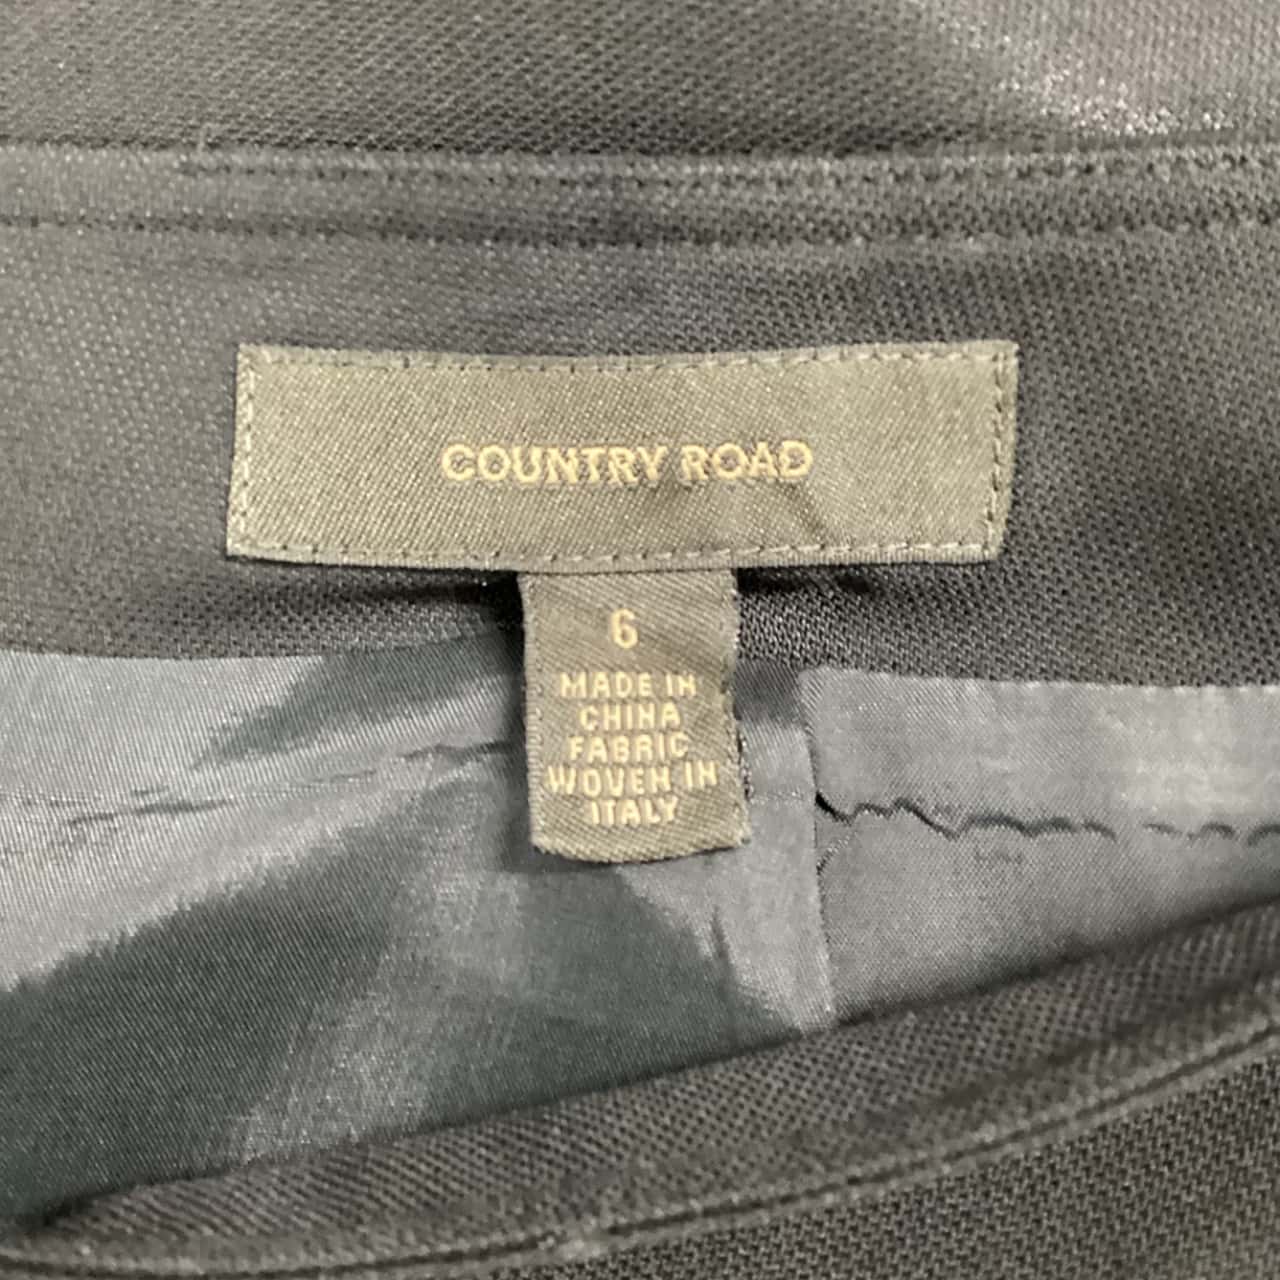 COUNTRY ROAD
6
MADE IN
CHINA
FABRIC
WOVEN IN
ITALY